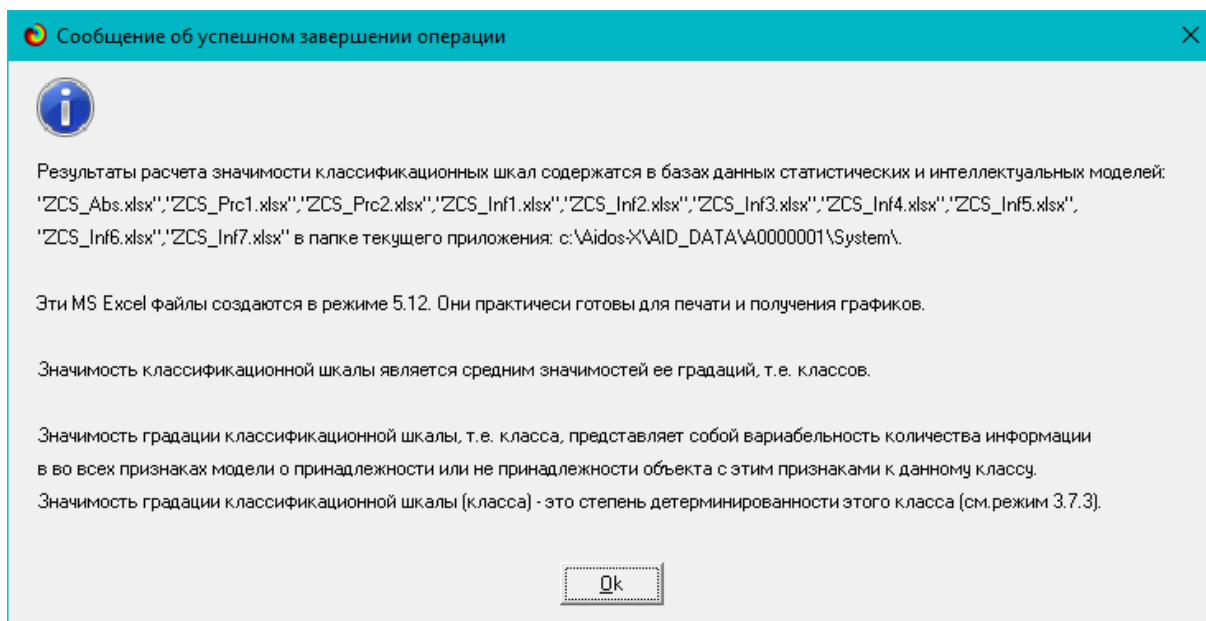 Сообщение об успешном завершении операции
Результаты расчета значимости классификационных шкал содержатся в базах данных статистических и интеллектуальных моделей:
"ZCS_Abs.xlsx","ZCS_Prc1.xlsx","ZCS_Prc2.xlsx","ZCS_Inf1.xlsx","ZCS_Inf2.xlsx","ZCS_Inf3.xlsx","ZCS_Inf4.xlsx","ZCS_Inf5.xlsx",
"ZCS_Inf6.xlsx","ZCS_Inf7.xlsx" в папке текущего приложения: c:\Aidos-X\AID_DATA\A0000001\System\.
Эти MS Excel файлы создаются в режиме 5.12. Они практичеси готовы для печати и получения графиков.
Значимость классификационной шкалы является средним значимостей ее градаций, т.е. классов.
Значимость градации классификационной шкалы, т.е. класса, представляет собой вариабельность количества информации
в во всех признаках модели о принадлежности или не принадлежности объекта с этим признаками к данному классу.
Значимость градации классификационной шкалы (класса) - это степень детерминированности этого класса (см.режим 3.7.3).
Ok